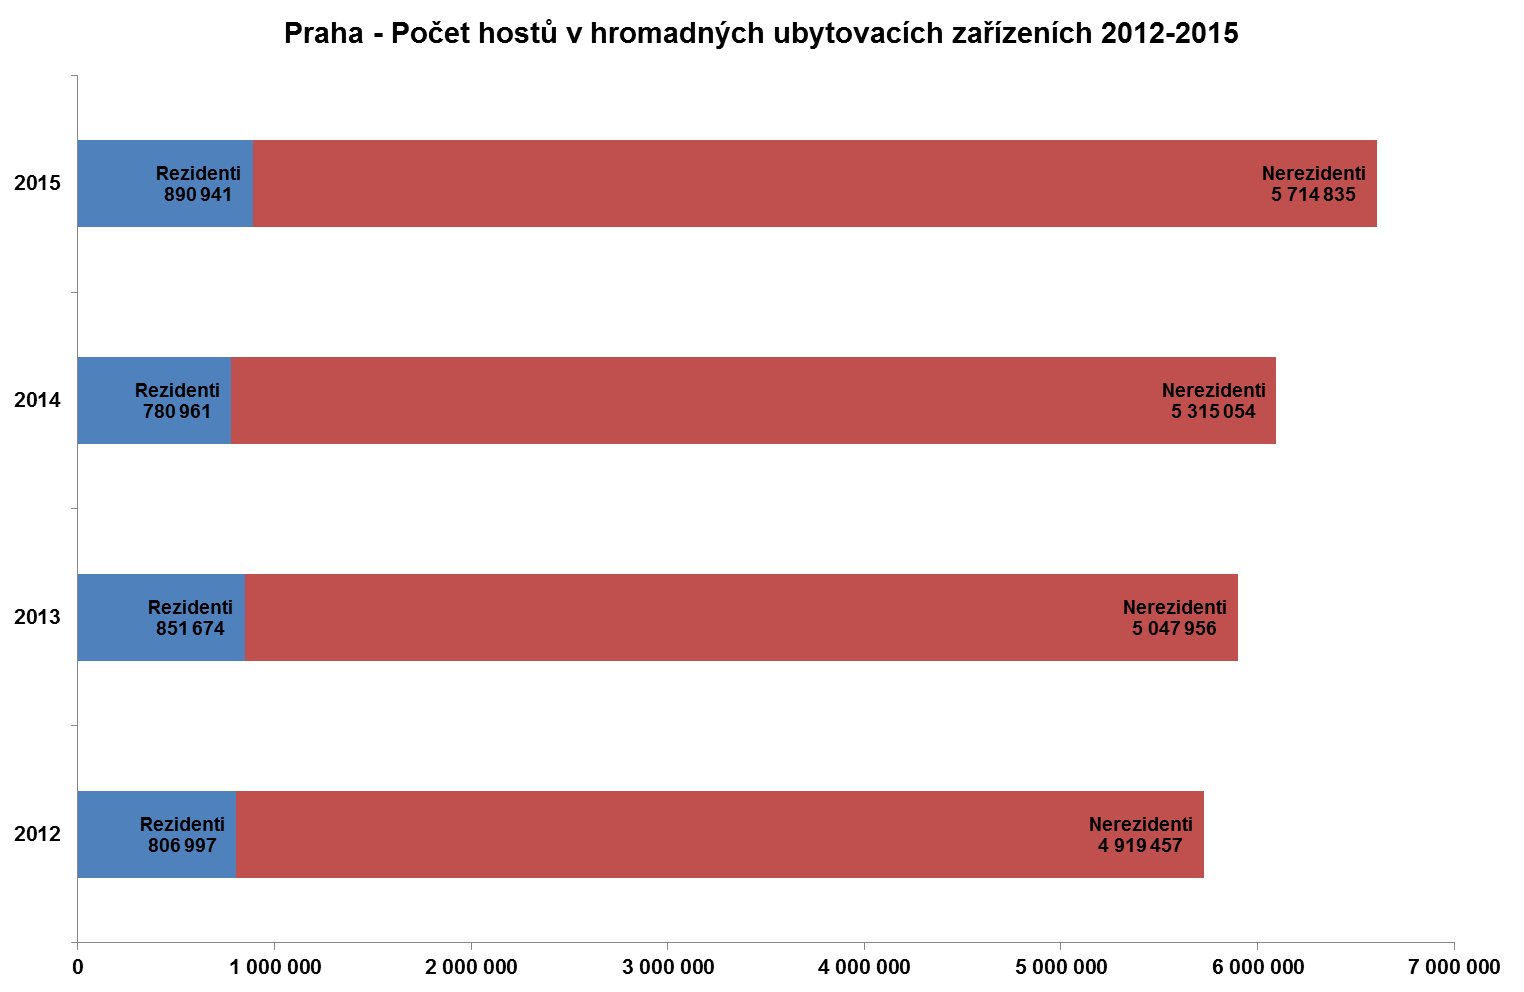 Praha - Počet hostů v hromadných ubytovacích zařízeních 2012-2015
2015
Rezidenti
890 941
Nerezidenti
5 714 835
2014
Rezidenti
780 961
Nerezidenti
5 315 054
2013
Rezidenti
851 674
Nerezidenti
5 047 956
2012
Rezidenti
806 997
Nerezidenti
4 919 457
0 1 000 000 2 000 000 3 000 000 4 000 000 5 000 000 6 000 000 7 000 000